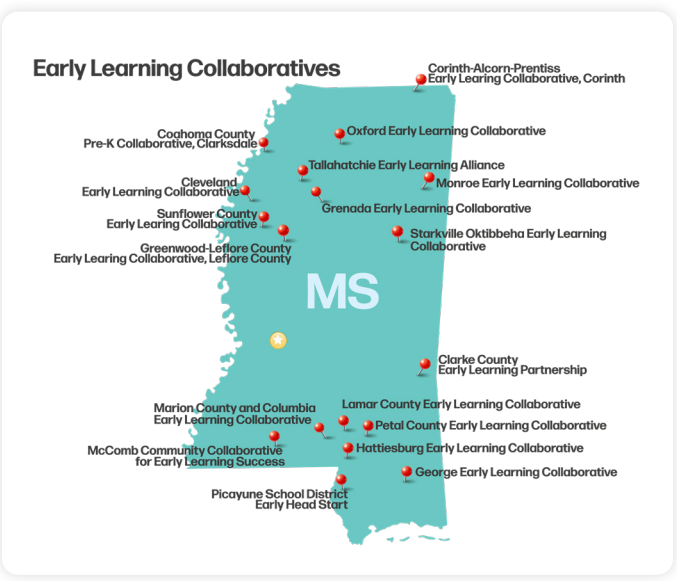 Early Learning Collaboratives
Corinth-Alcorn-Prentiss
Early Learing Collaborative, Corinth
Coahoma County
Pre-K Collaborative, Clarksdale
Oxford Early Learning Collaborative
Tallahatchie Early Learning Alliance
Cleveland
Early Learning Collaborative
Monroe Early Learning Collaborative
Grenada Early Learning Collaborative
Sunflower County
Early Learing Collaborative
Starkville Oktibbeha Early Learning
Collaborative
Greenwood-Leflore County
Early Learing Collaborative, Leflore County
MS
Clarke County
Early Learning Partnership
Lamar County Early Learning Collaborative
Marion County and Columbia
Early Learning Collaborative
Petal County Early Learning Collaborative
McComb Community Collaborative
for Early Learning Success
Hattiesburg Early Learning Collaborative
George Early Learning Collaborative
Picayune School District
Early Head Start